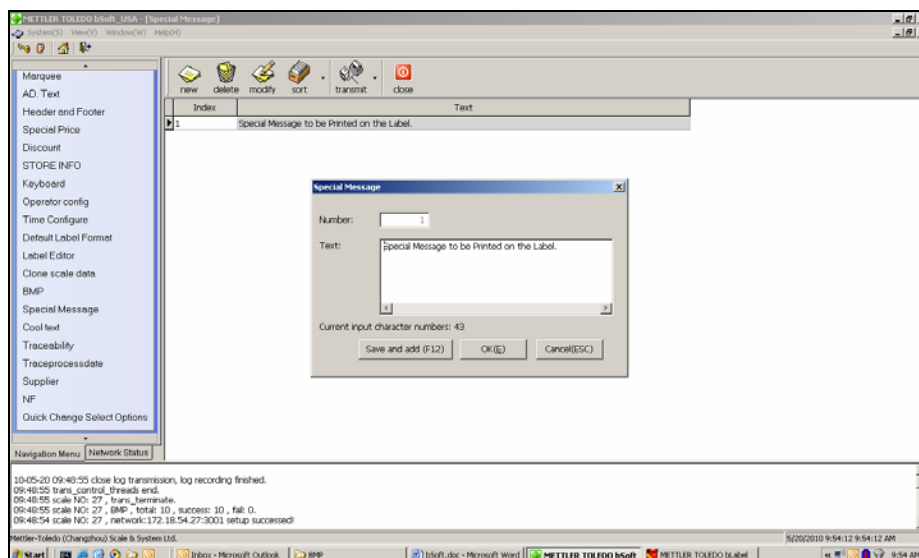 METTLER TOLEDO bSoft_USA - [Special Message]
System(S) View(V) Window(W) Help(H)
new delete modify sort transmit close
Marquee
AD. Text
Header and Footer
Special Price
Discount
STORE INFO
Keyboard
Operator config
Time Configure
Default Label Format
Label Editor
Clone scale data
BMP
Special Message
Cool text
Traceability
Traceprocessdate
Supplier
NF
Quick Change Select Options
Navigation Menu Network Status
Index Text
1 Special Message to be Printed on the Label.
Special Message
Number: 1
Text: Special Message to be Printed on the Label.
Current input character numbers: 43
Save and add (F12) OK(E) Cancel(ESC)
10-05-20 09:48:55 close log transmission, log recording finished.
09:48:55 trans_control_threads end.
09:48:55 scale NO: 27 , trans_terminate.
09:48:55 scale NO: 27 , BMP , total: 10 , success: 10 , fail: 0.
09:48:54 scale NO: 27 , network:172.18.54.27:3001 setup successed!
Mettler-Toledo (Changzhou) Scale & System Ltd. 5/20/2010 9:54:12 9:54:12 AM
Start Inbox - Microsoft Outlook BMP bSoft.doc - Microsoft Word METTLER TOLEDO bSoft METTLER TOLEDO bLabel 9:54 AM